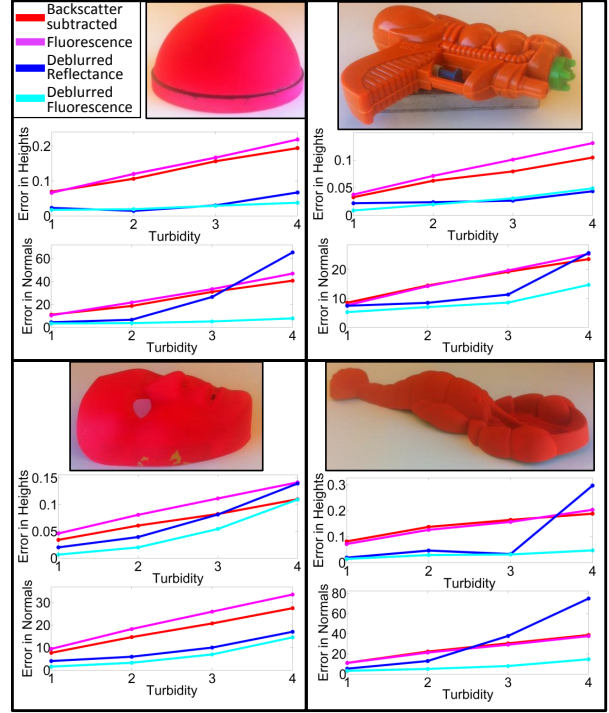 Backscatter
subtracted
Fluorescence
Deblurred
Reflectance
Deblurred
Fluorescence
Error in Heights
0.2
0.1
0
1 2 3 4
Turbidity
Error in Normals
60
40
20
0
1 2 3 4
Turbidity
Error in Heights
0.1
0.05
0
1 2 3 4
Turbidity
Error in Normals
20
10
0
1 2 3 4
Turbidity
Error in Heights
0.15
0.1
0.05
0
1 2 3 4
Turbidity
Error in Normals
30
20
10
0
1 2 3 4
Turbidity
Error in Heights
0.3
0.2
0.1
0
1 2 3 4
Turbidity
Error in Normals
80
60
40
20
0
1 2 3 4
Turbidity